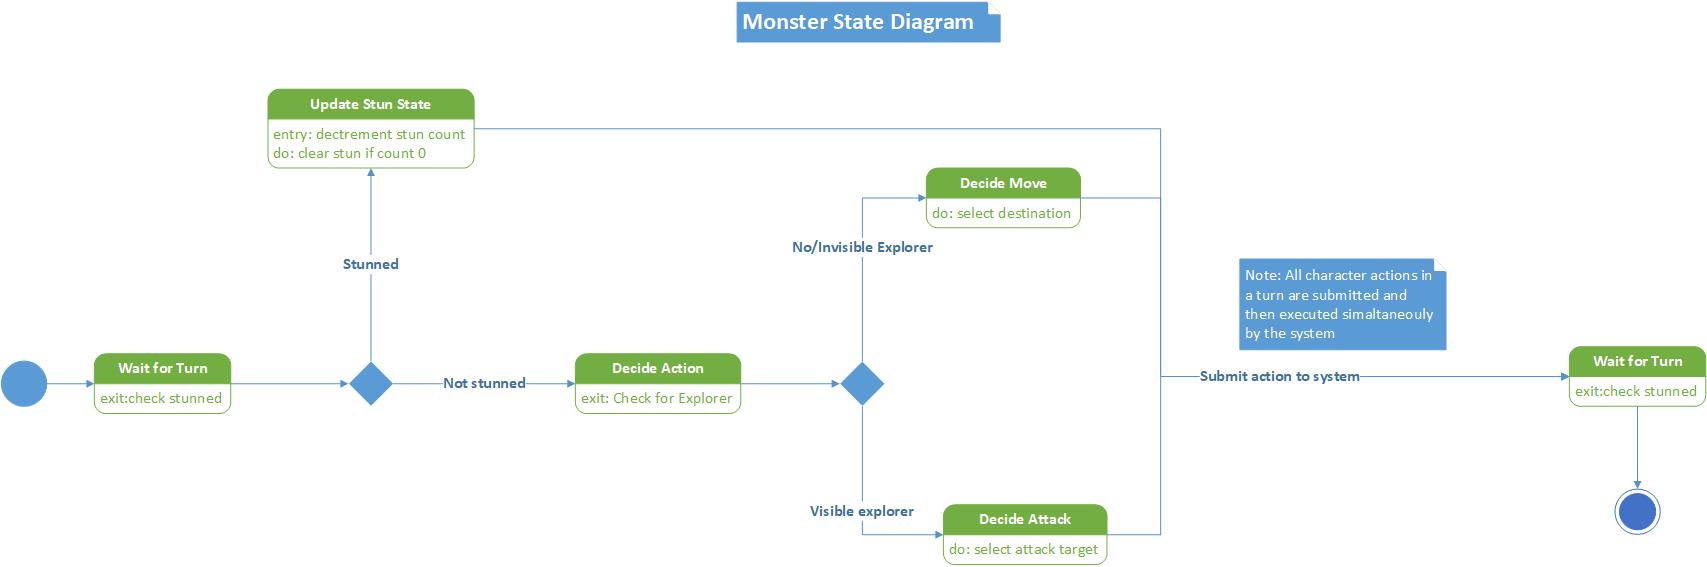 Monster State Diagram
Update Stun State
entry: dectrement stun count
do: clear stun if count 0
Decide Move
do: select destination
No/Invisible Explorer
Stunned
Note: All character actions in
a turn are submitted and
then executed simaltaneouly
by the system
Wait for Turn
exit:check stunned
Not stunned
Decide Action
exit: Check for Explorer
Submit action to system
Wait for Turn
exit:check stunned
Visible explorer
Decide Attack
do: select attack target